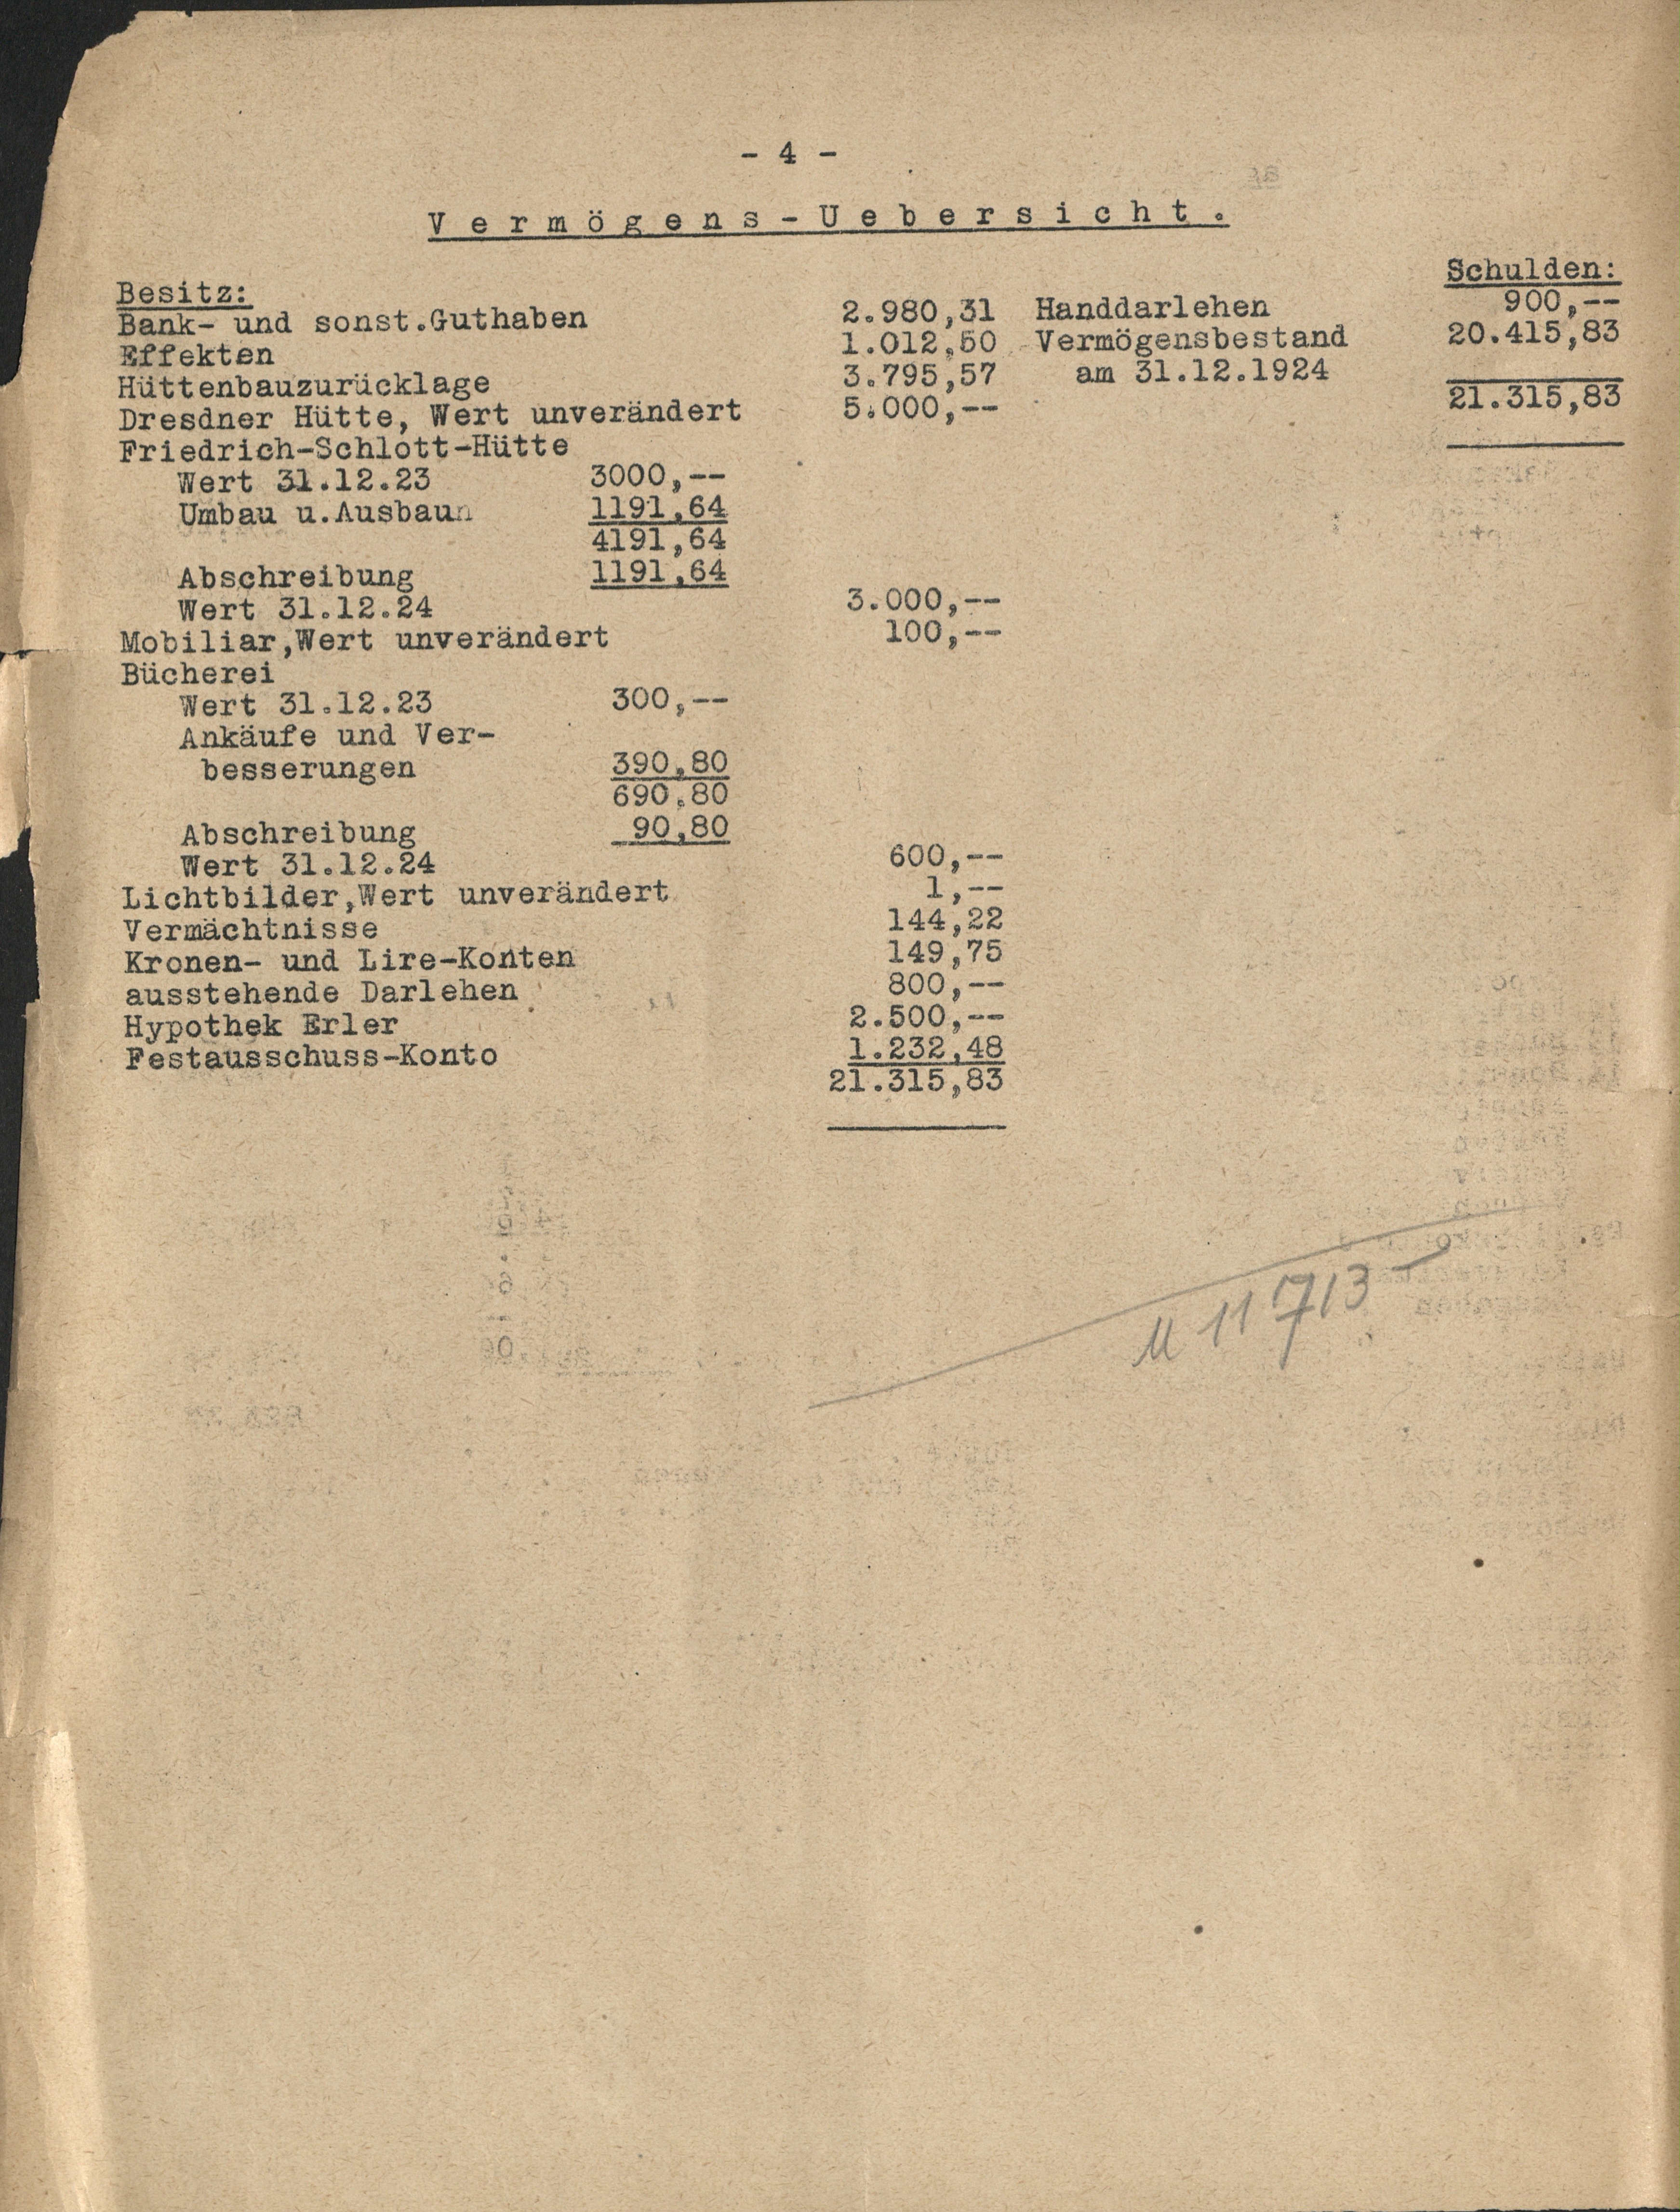 - 4 -
Vermögens-Uebersicht.
Besitz:
Bank- und sonst.Guthaben 2.980,31
Effekten 1.012,50
Hüttenbauzurücklage 3.795,57
Dresdner Hütte, Wert unverändert 5.000,--
Friedrich-Schlott-Hütte
Wert 31.12.23 3000,--
Umbau u.Ausbaun 1191,64
4191,64
Abschreibung 1191,64
Wert 31.12.24 3.000,--
Mobiliar,Wert unverändert 100,--
Bücherei
Wert 31.12.23 300,--
Ankäufe und Ver-
besserungen 390,80
690,80
Abschreibung 90,80
Wert 31.12.24 600,--
Lichtbilder,Wert unverändert 1,--
Vermächtnisse 144,22
Kronen- und Lire-Konten 149,75
ausstehende Darlehen 800,--
Hypothek Erler 2.500,--
Festausschuss-Konto 1.232,48
21.315,83
Schulden:
Handdarlehen 900,--
Vermögensbestand 20.415,83
am 31.12.1924
21.315,83
M 11 713 –